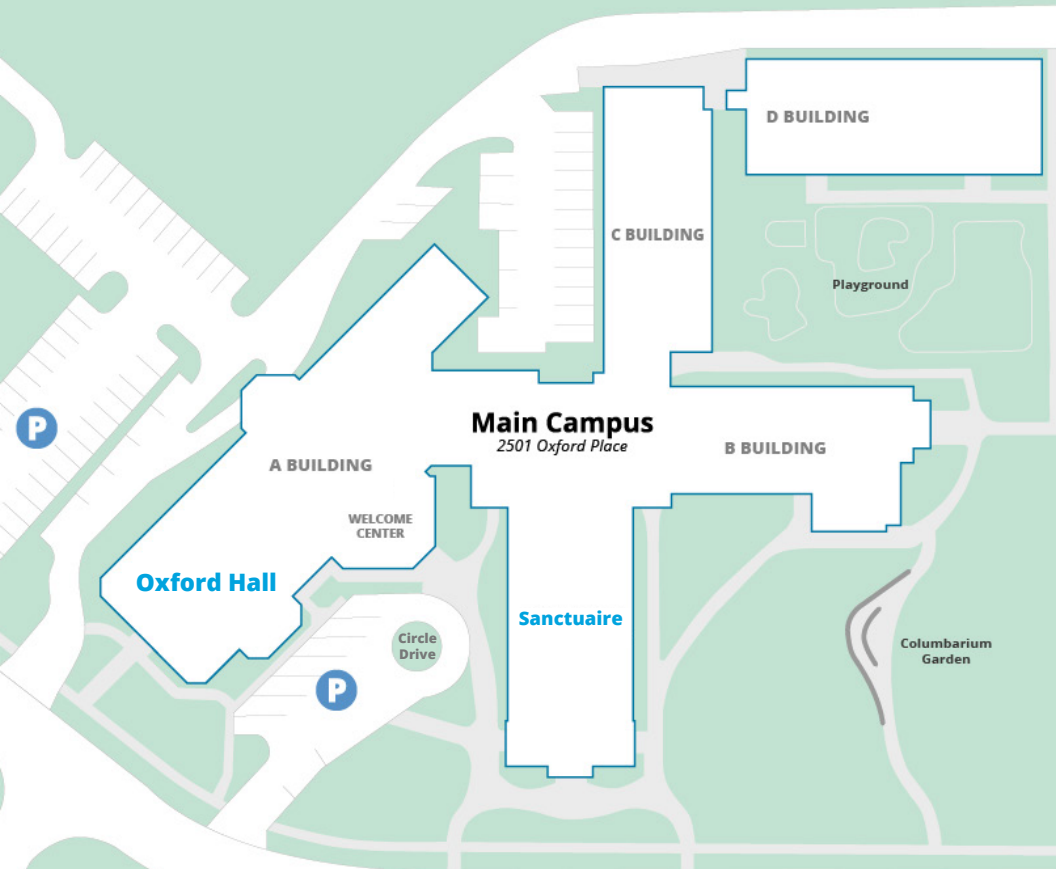 D BUILDING
C BUILDING
Playground
Main Campus
2501 Oxford Place
P
A BUILDING
B BUILDING
WELCOME
CENTER
Oxford Hall
Sanctuaire
Circle
Drive
Columbarium
Garden
P